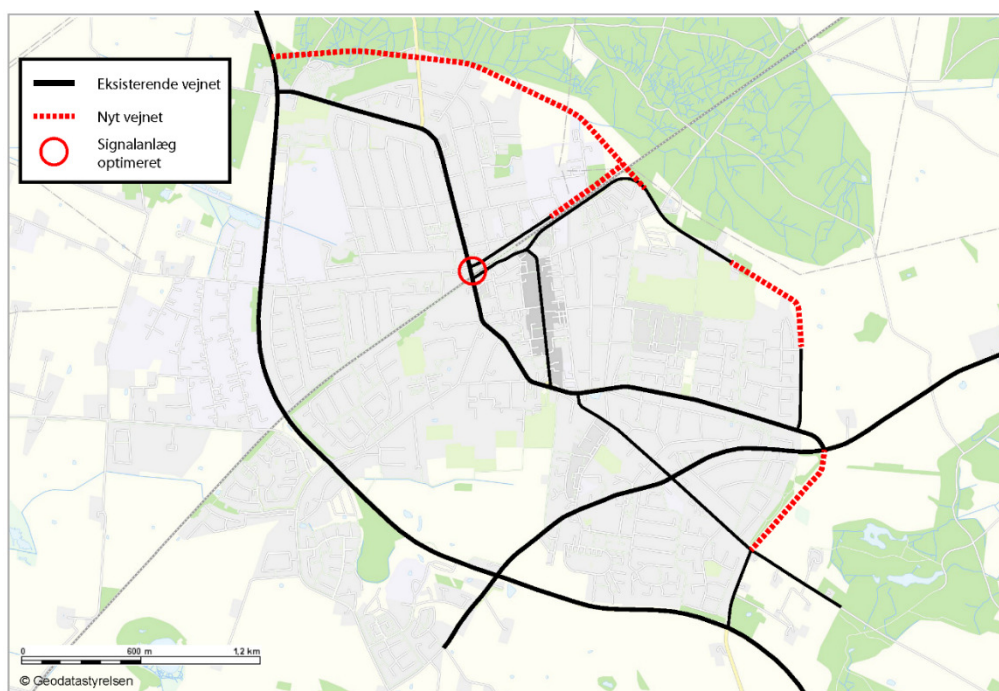 Eksisterende vejnet
Nyt vejnet
Signalanlæg
optimeret
0 600 m 1,2 km
© Geodatastyrelsen